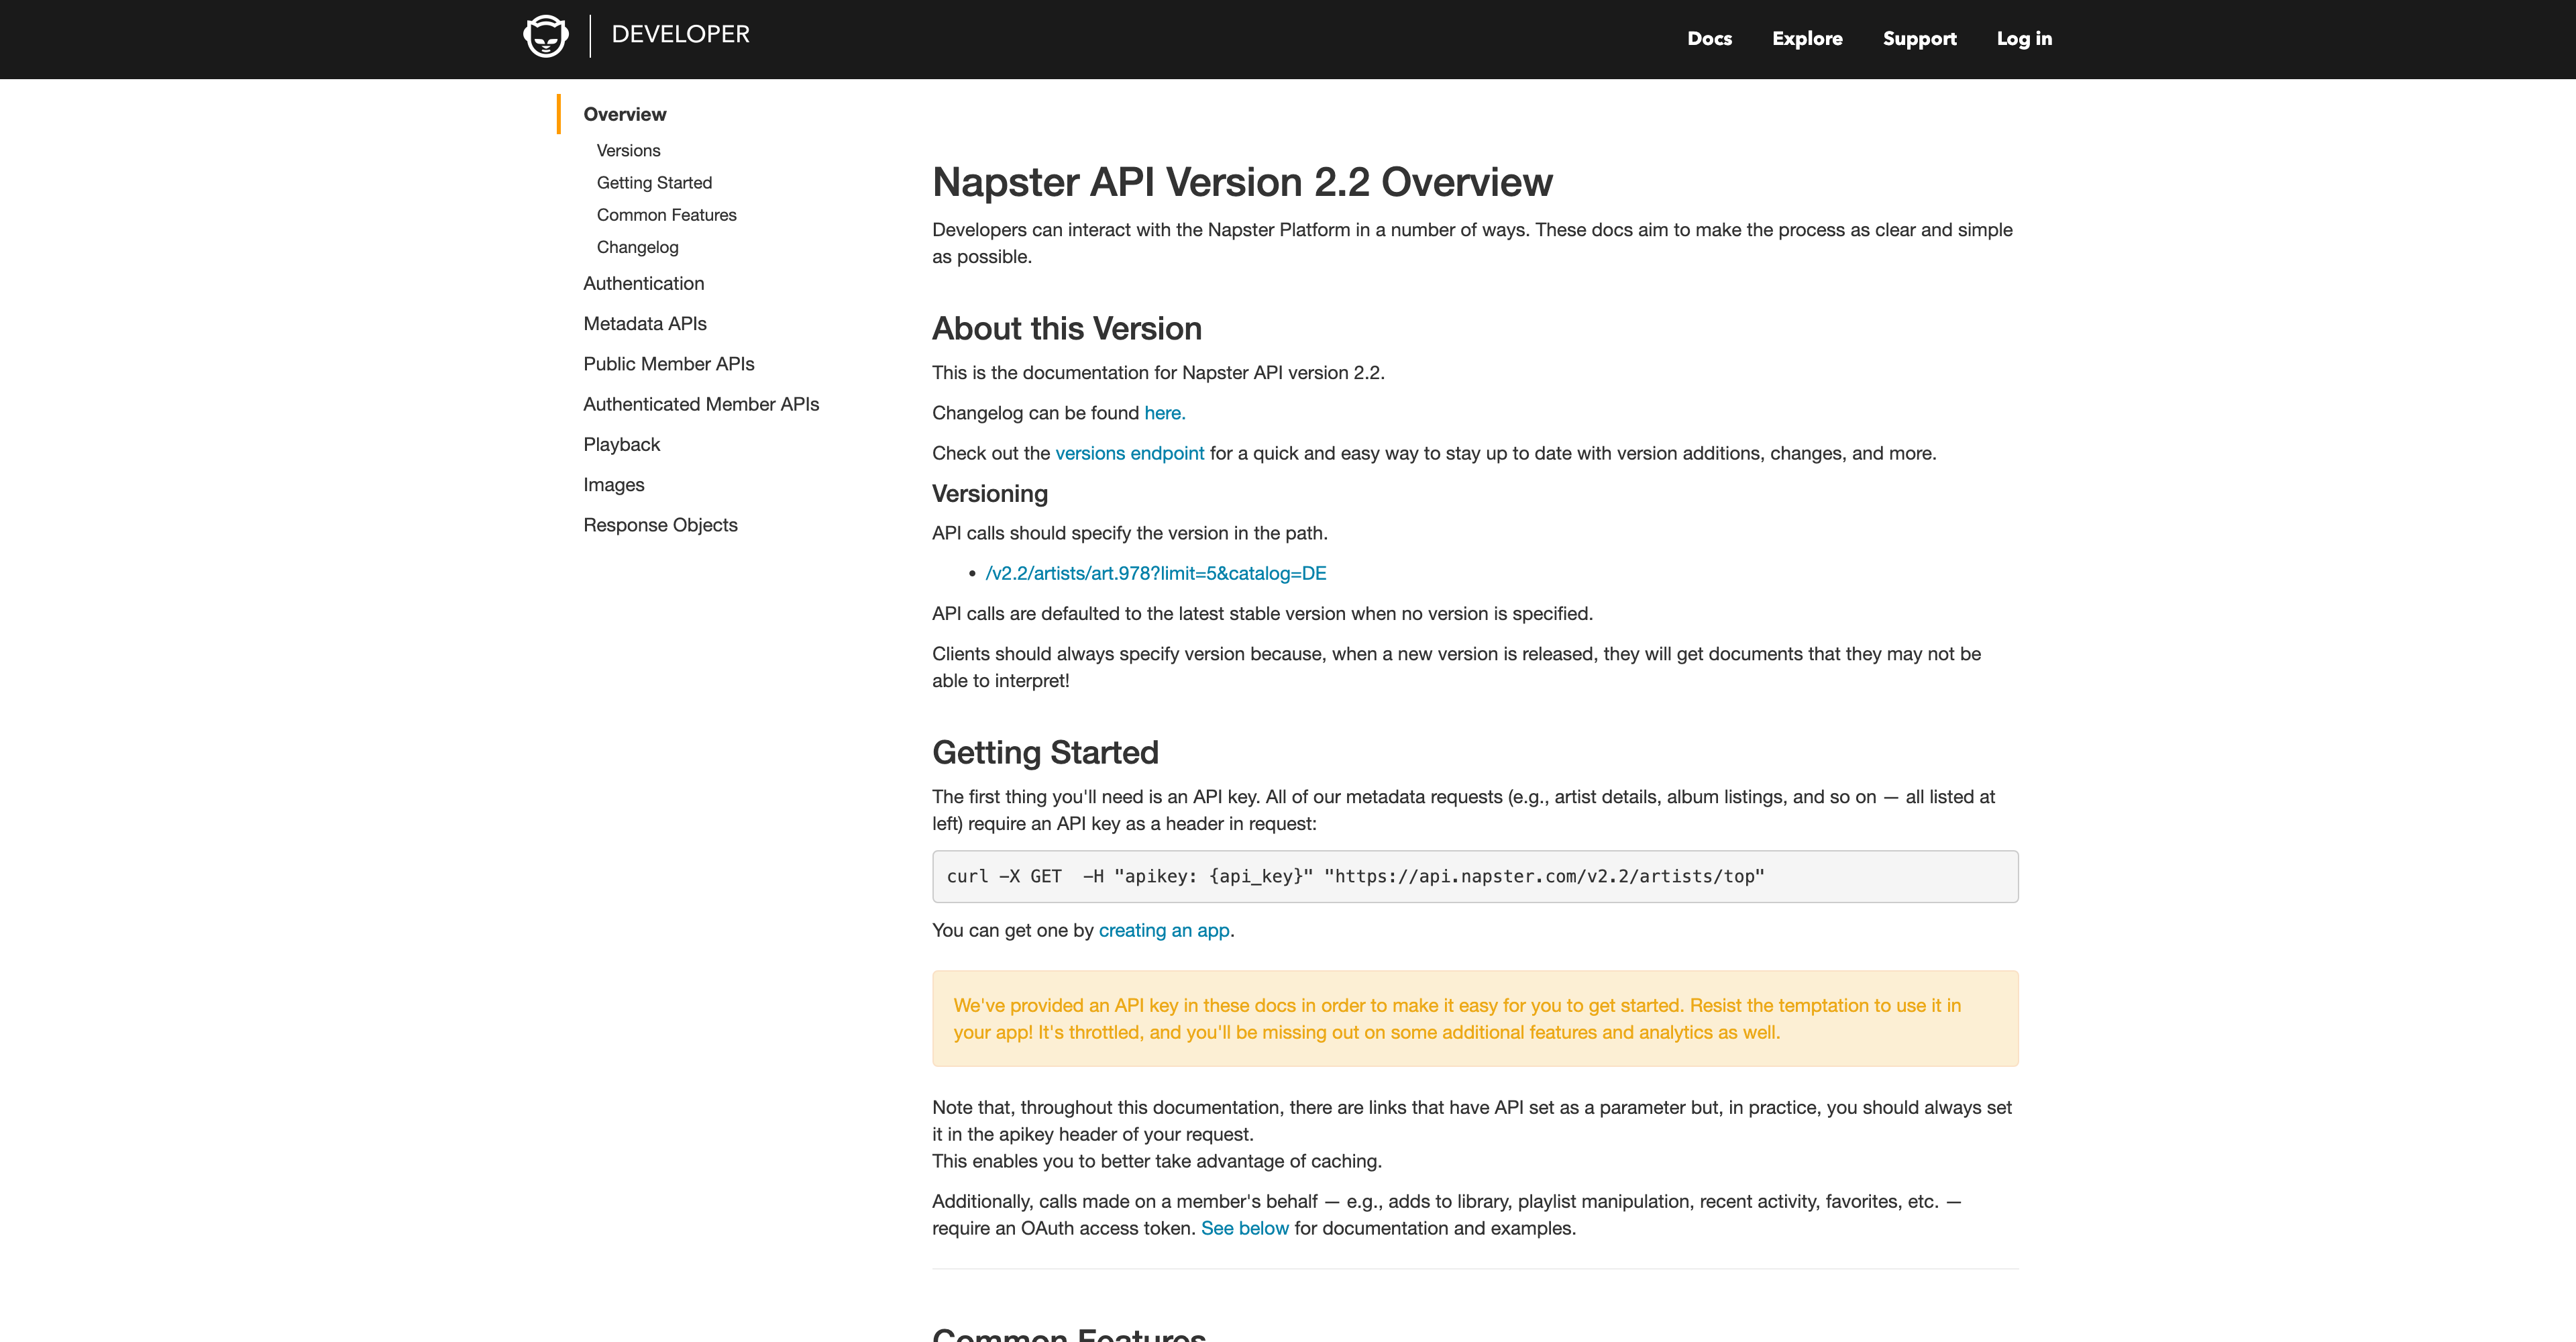 DEVELOPER
Docs Explore Support Log in
Overview
Versions
Getting Started
Common Features
Changelog
Authentication
Metadata APIs
Public Member APIs
Authenticated Member APIs
Playback
Images
Response Objects
Napster API Version 2.2 Overview
Developers can interact with the Napster Platform in a number of ways. These docs aim to make the process as clear and simple
as possible.
About this Version
This is the documentation for Napster API version 2.2.
Changelog can be found here.
Check out the versions endpoint for a quick and easy way to stay up to date with version additions, changes, and more.
Versioning
API calls should specify the version in the path.
• /v2.2/artists/art.978?limit=5&catalog=DE
API calls are defaulted to the latest stable version when no version is specified.
Clients should always specify version because, when a new version is released, they will get documents that they may not be
able to interpret!
Getting Started
The first thing you'll need is an API key. All of our metadata requests (e.g., artist details, album listings, and so on — all listed at
left) require an API key as a header in request:
curl -X GET  -H "apikey: {api_key}" "https://api.napster.com/v2.2/artists/top"
You can get one by creating an app.
We've provided an API key in these docs in order to make it easy for you to get started. Resist the temptation to use it in
your app! It's throttled, and you'll be missing out on some additional features and analytics as well.
Note that, throughout this documentation, there are links that have API set as a parameter but, in practice, you should always set
it in the apikey header of your request.
This enables you to better take advantage of caching.
Additionally, calls made on a member's behalf — e.g., adds to library, playlist manipulation, recent activity, favorites, etc. —
require an OAuth access token. See below for documentation and examples.
Common Features